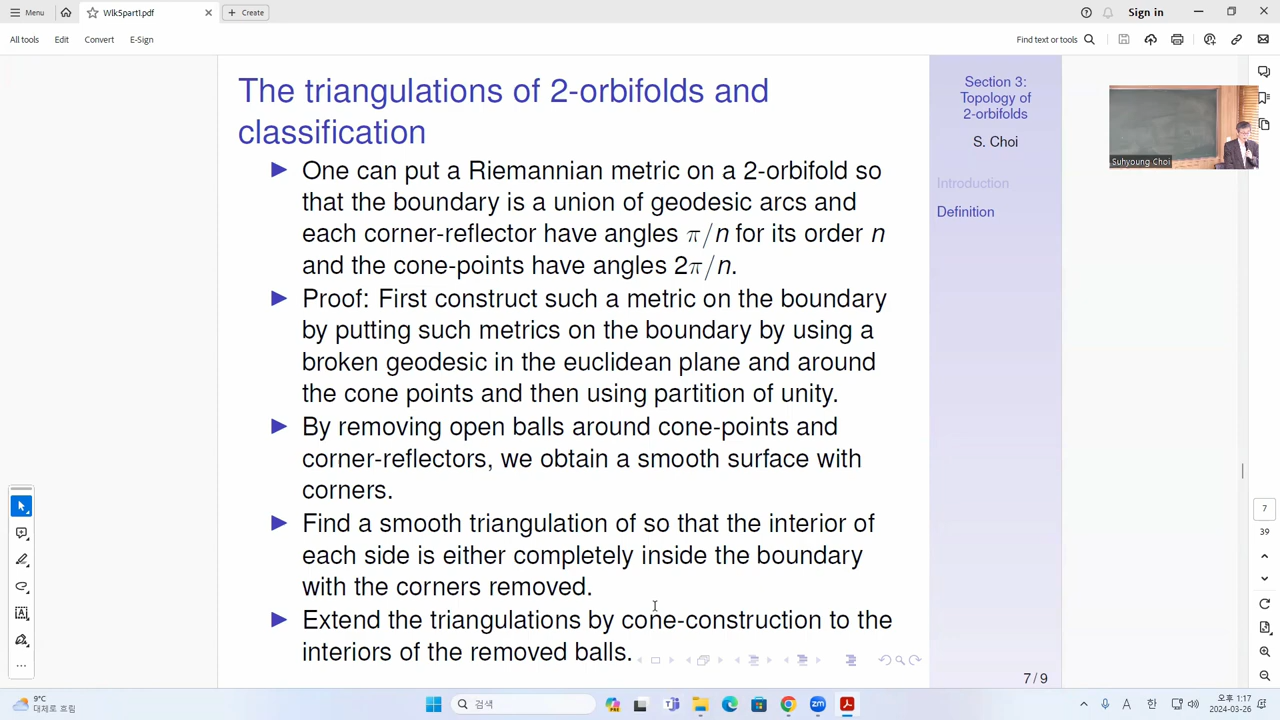 Menu
Wlk5partI.pdf
Create
Sign in
All tools
Edit
Convert
E-Sign
Find text or tools
The triangulations of 2-orbifolds and
classification
One can put a Riemannian metric on a 2-orbifold so
that the boundary is a union of geodesic arcs and
each corner-reflector have angles π/n for its order n
and the cone-points have angles 2π/n.
Proof: First construct such a metric on the boundary
by putting such metrics on the boundary by using a
broken geodesic in the euclidean plane and around
the cone points and then using partition of unity.
By removing open balls around cone-points and
corner-reflectors, we obtain a smooth surface with
corners.
Find a smooth triangulation of so that the interior of
each side is either completely inside the boundary
with the corners removed.
Extend the triangulations by cone-construction to the
interiors of the removed balls.
Section 3:
Topology of
2-orbifolds
S. Choi
Introduction
Definition
7/9
Suhyoung Choi
7
39
9°C
대체로 흐림
검색
A
한
오후 1:17
2024-03-26